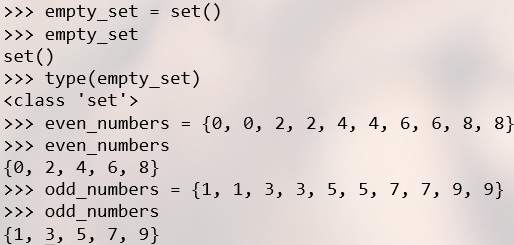 >>> empty_set = set()
>>> empty_set
set()
>>> type(empty_set)
<class 'set'>
>>> even_numbers = {0, 0, 2, 2, 4, 4, 6, 6, 8, 8}
>>> even_numbers
{0, 2, 4, 6, 8}
>>> odd_numbers = {1, 1, 3, 3, 5, 5, 7, 7, 9, 9}
>>> odd_numbers
{1, 3, 5, 7, 9}